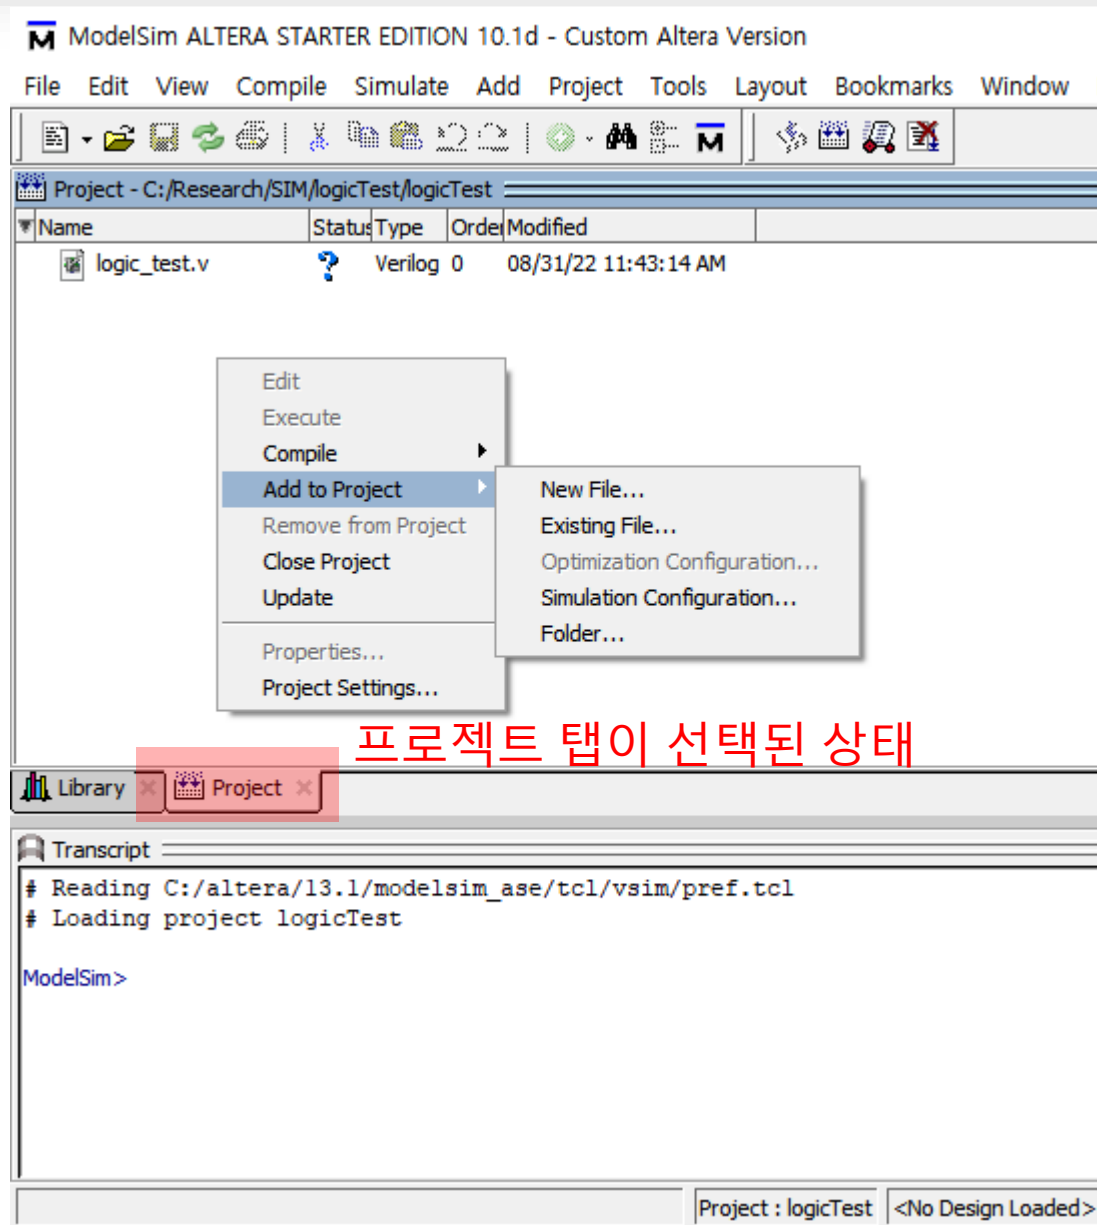 ModelSim ALTERA STARTER EDITION 10.1d - Custom Altera Version
File Edit View Compile Simulate Add Project Tools Layout Bookmarks Window
Project - C:/Research/SIM/logicTest/logicTest
Name Status Type Order Modified
logic_test.v ? Verilog 0 08/31/22 11:43:14 AM
Edit
Execute
Compile
Add to Project
Remove from Project
Close Project
Update
Properties...
Project Settings...
New File...
Existing File...
Optimization Configuration...
Simulation Configuration...
Folder...
프로젝트 탭이 선택된 상태
Library Project
Transcript
# Reading C:/altera/13.1/modelsim_ase/tcl/vsim/pref.tcl
# Loading project logicTest
ModelSim>
Project : logicTest <No Design Loaded>